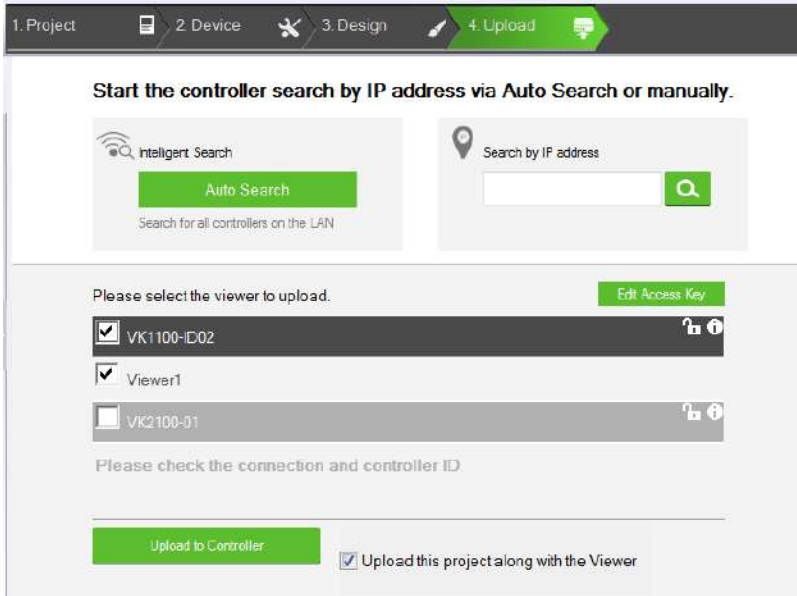 1. Project 2. Device 3. Design 4. Upload
Start the controller search by IP address via Auto Search or manually.
Intelligent Search
Auto Search
Search for all controllers on the LAN
Search by IP address
Please select the viewer to upload.
Edit Access Key
VK1100-ID02
Viewer1
VK2100-01
Please check the connection and controller ID
Upload to Controller
Upload this project along with the Viewer